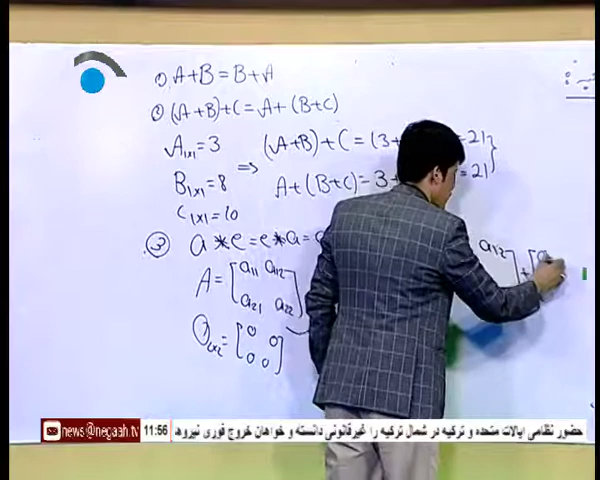 ① A+B = B+A
② (A+B)+C = A+(B+C)
A1x1 = 3 (A+B)+C = (3+ = 21
B1x1 = 8 => A+(B+C) = 3+ = 21
C1x1 = 10
③ a*e = e*a =
A = [a11 a12 a12] + [a
a21 a22]
O2x2 = [0 0
0 0]
news@negaah.tv 11:56 حضور نظامی ایالات متحده و ترکیه در شمال ترکیه را غیرقانونی دانسته و خواهان خروج فوری نیروها